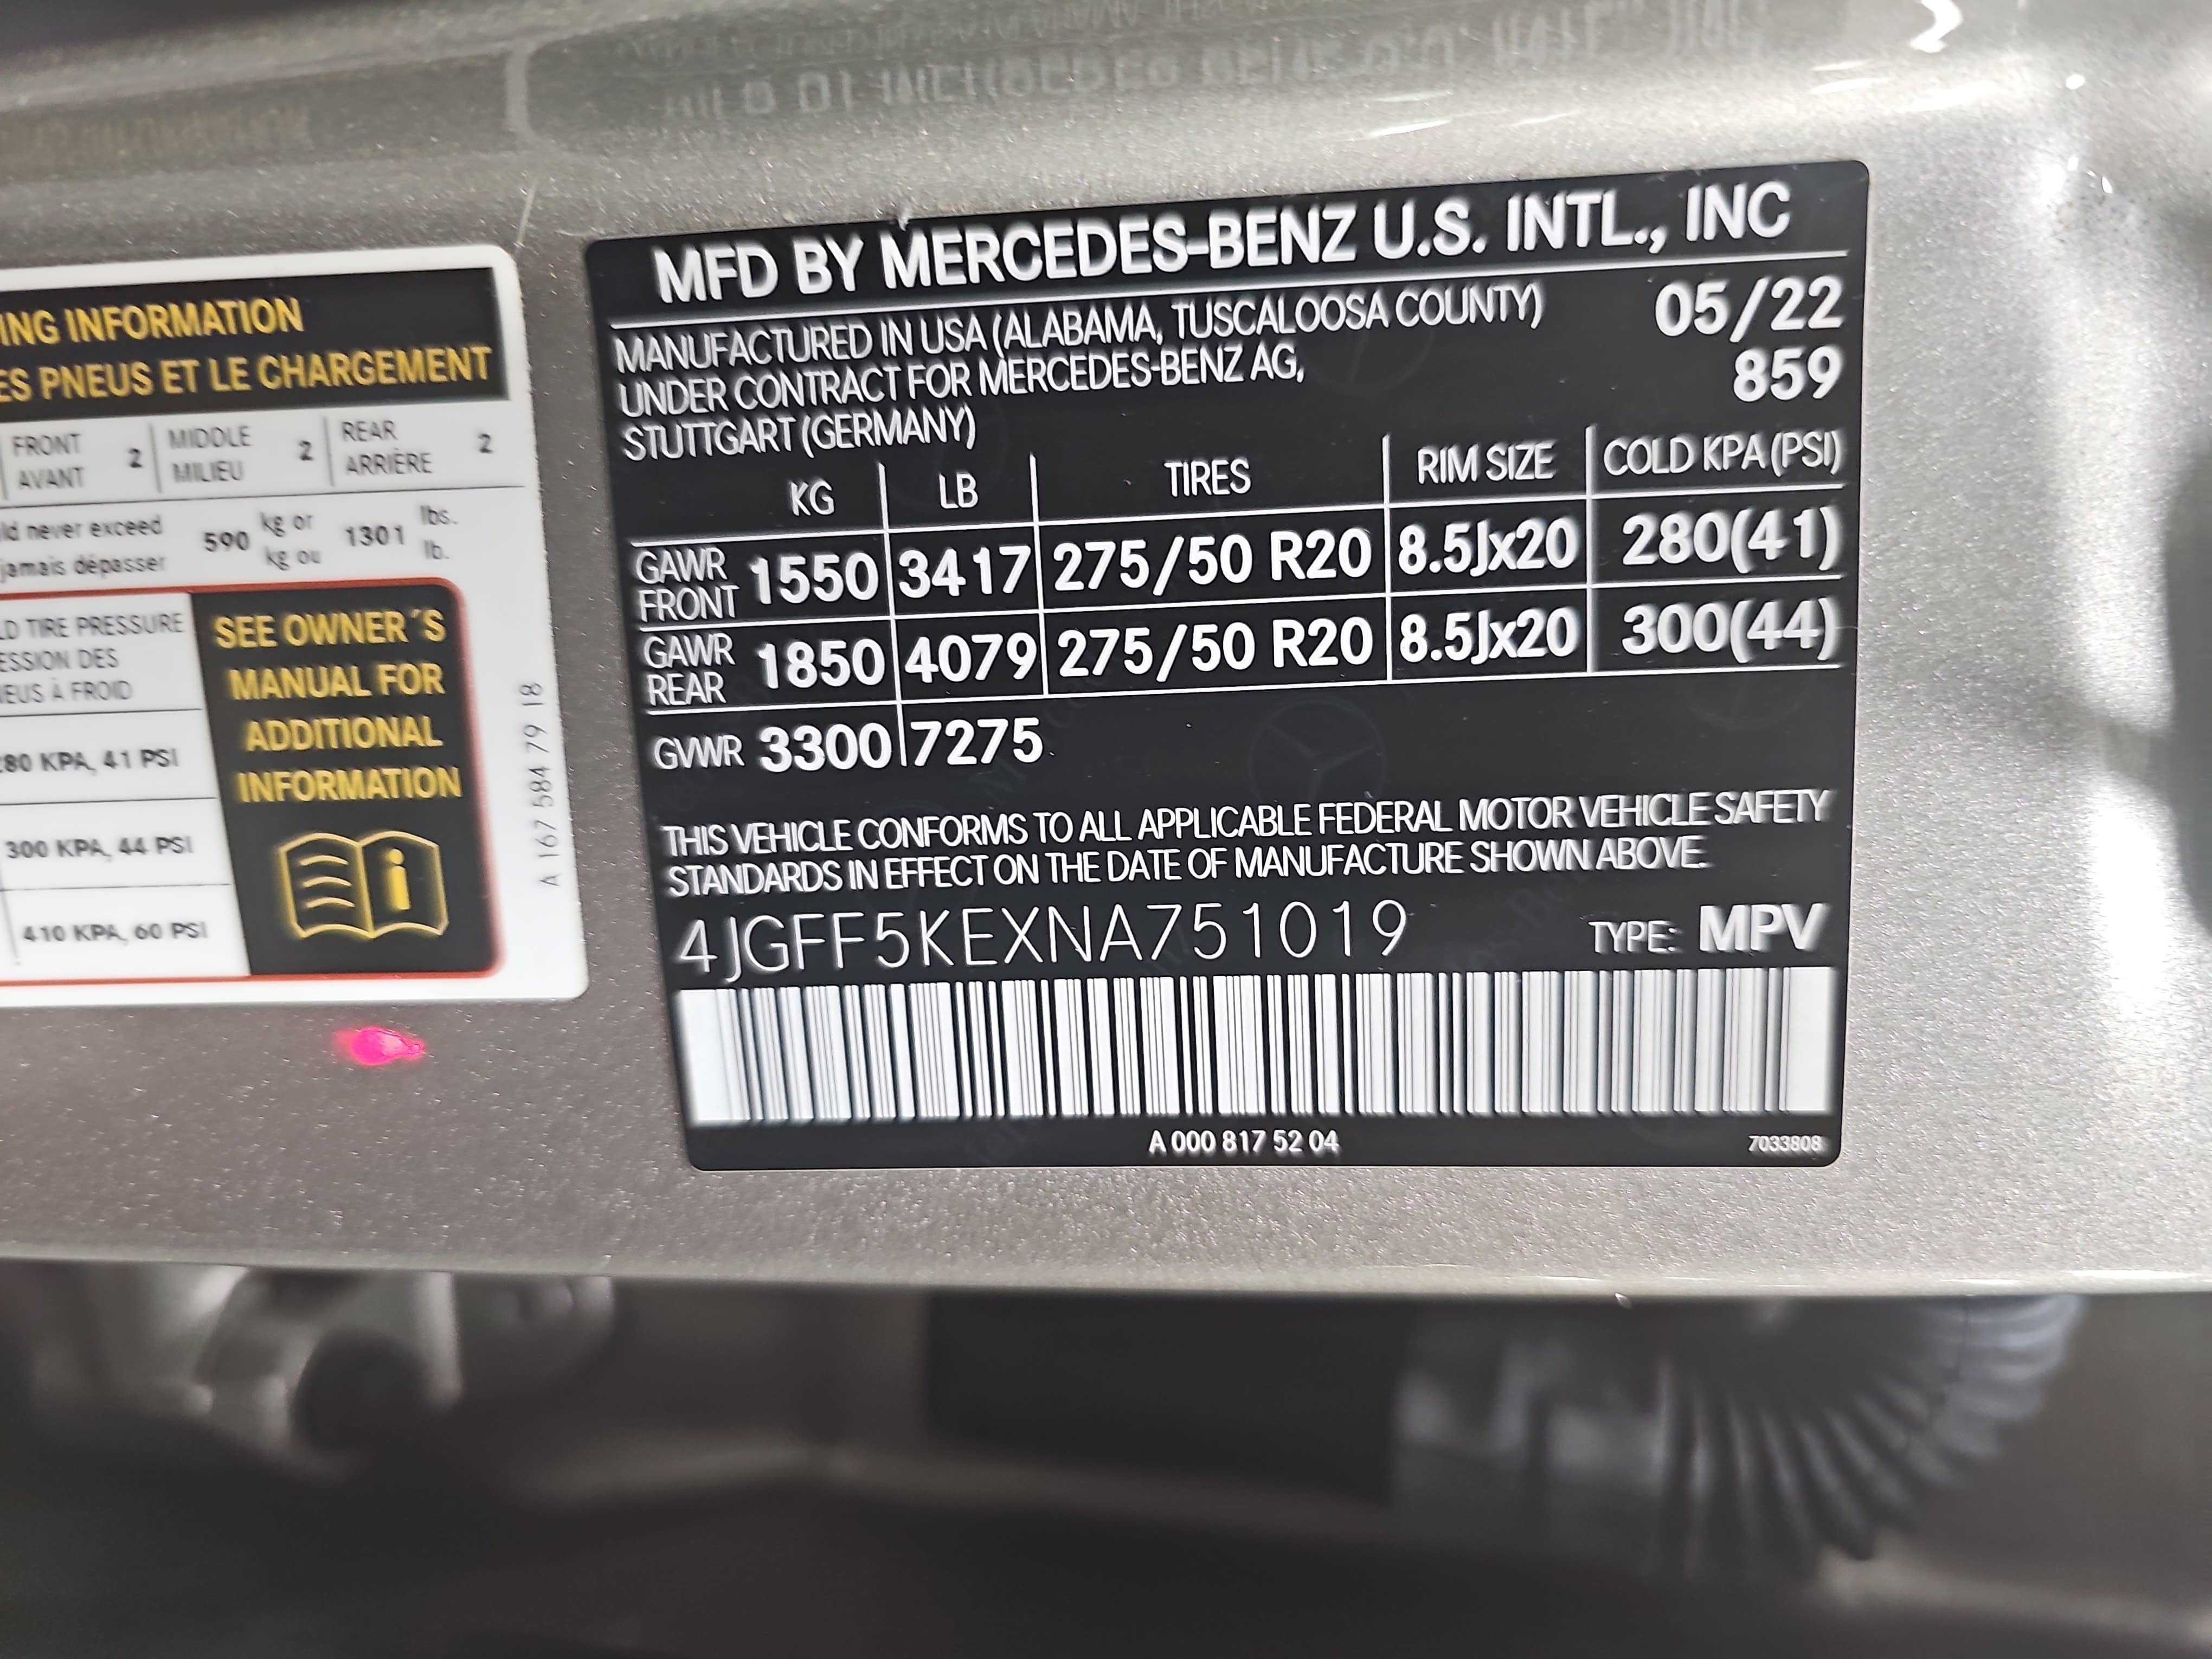 ING INFORMATION
ES PNEUS ET LE CHARGEMENT
FRONT
AVANT
2
MIDDLE
MILIEU
2
REAR
ARRIÈRE
2
never exceed
jamais dépasser
590
kg or
kg ou
1301
lbs.
lb.
TIRE PRESSURE
DES
À FROID
80 KPA, 41 PSI
300 KPA, 44 PSI
410 KPA, 60 PSI
SEE OWNER´S
MANUAL FOR
ADDITIONAL
INFORMATION
i
A 167 584 79 18
MFD BY MERCEDES-BENZ U.S. INTL., INC
MANUFACTURED IN USA (ALABAMA, TUSCALOOSA COUNTY) 05/22
UNDER CONTRACT FOR MERCEDES-BENZ AG, 859
STUTTGART (GERMANY)
KG LB TIRES RIM SIZE COLD KPA (PSI)
GAWR FRONT 1550 3417 275/50 R20 8.5Jx20 280(41)
GAWR REAR 1850 4079 275/50 R20 8.5Jx20 300(44)
GVWR 3300 7275
THIS VEHICLE CONFORMS TO ALL APPLICABLE FEDERAL MOTOR VEHICLE SAFETY
STANDARDS IN EFFECT ON THE DATE OF MANUFACTURE SHOWN ABOVE.
4JGFF5KEXNA751019 TYPE: MPV
A 000 817 52 04 7033808